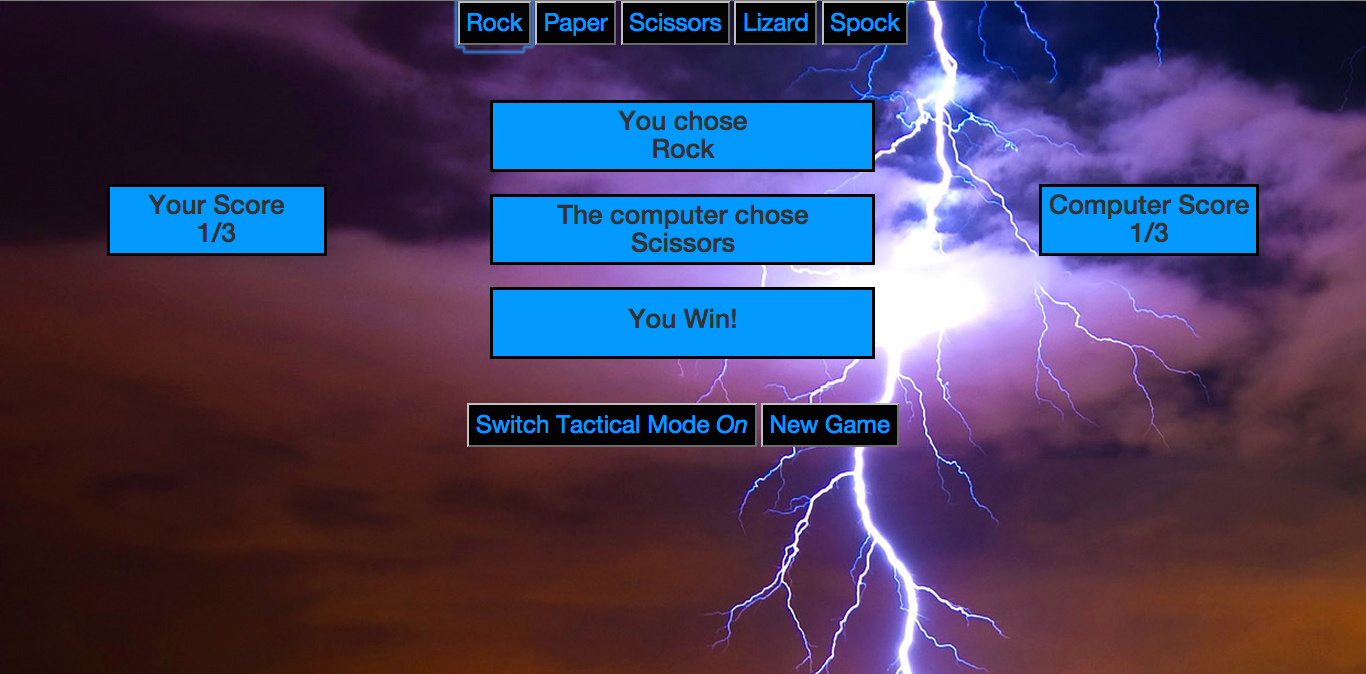 Rock Paper Scissors Lizard Spock
You chose
Rock
Your Score
1/3
The computer chose
Scissors
Computer Score
1/3
You Win!
Switch Tactical Mode On New Game